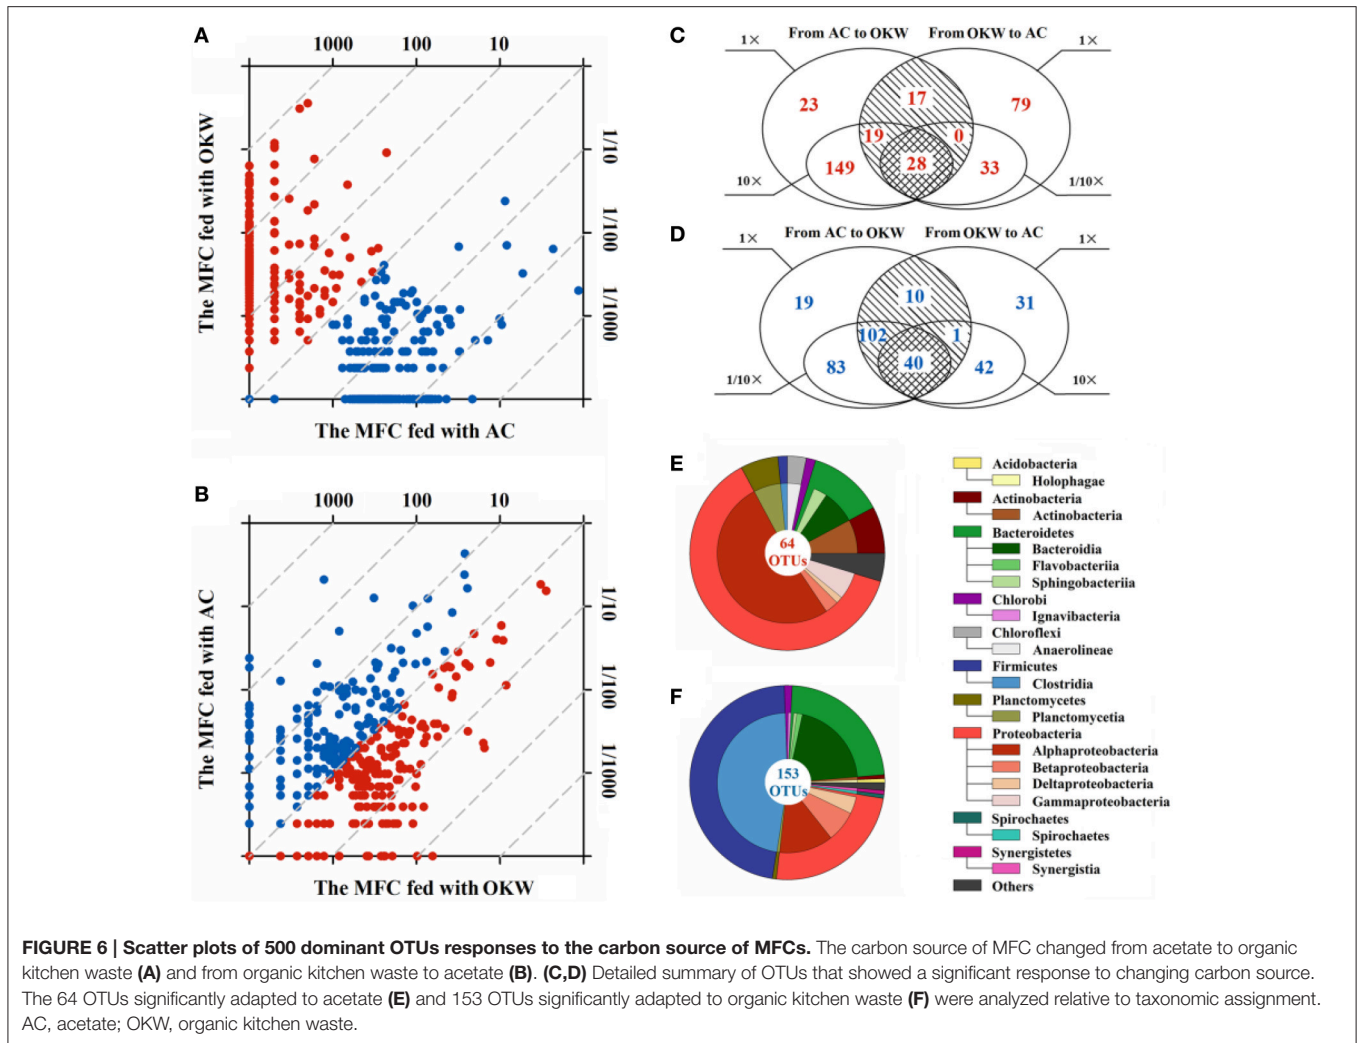 A
1000 100 10
The MFC fed with OKW
1/10
1/100
1/1000
The MFC fed with AC
B
1000 100 10
The MFC fed with AC
1/10
1/100
1/1000
The MFC fed with OKW
C
From AC to OKW From OKW to AC
1× 1×
23 17 79
19 0
149 28 33
10× 1/10×
D
From AC to OKW From OKW to AC
1× 1×
19 10 31
102 1
83 40 42
1/10× 10×
E
64
OTUs
F
153
OTUs
Acidobacteria
Holophagae
Actinobacteria
Actinobacteria
Bacteroidetes
Bacteroidia
Flavobacteriia
Sphingobacteriia
Chlorobi
Ignavibacteria
Chloroflexi
Anaerolineae
Firmicutes
Clostridia
Planctomycetes
Planctomycetia
Proteobacteria
Alphaproteobacteria
Betaproteobacteria
Deltaproteobacteria
Gammaproteobacteria
Spirochaetes
Spirochaetes
Synergistetes
Synergistia
Others
FIGURE 6 | Scatter plots of 500 dominant OTUs responses to the carbon source of MFCs. The carbon source of MFC changed from acetate to organic
kitchen waste (A) and from organic kitchen waste to acetate (B). (C,D) Detailed summary of OTUs that showed a significant response to changing carbon source.
The 64 OTUs significantly adapted to acetate (E) and 153 OTUs significantly adapted to organic kitchen waste (F) were analyzed relative to taxonomic assignment.
AC, acetate; OKW, organic kitchen waste.